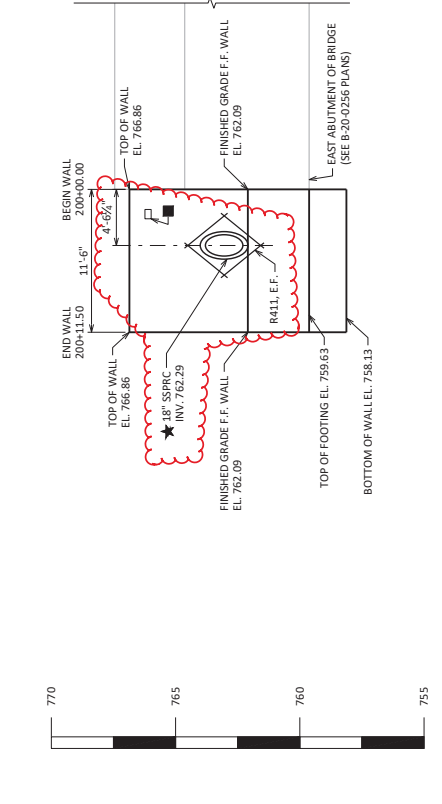 BEGIN WALL
200+00.00
END WALL
200+11.50
11'-6"
4'-6¼"
TOP OF WALL
EL. 766.86
TOP OF WALL
EL. 766.86
FINISHED GRADE F.F. WALL
EL. 762.09
18" SSPRC
INV. 762.29
R411, E.F.
FINISHED GRADE F.F. WALL
EL. 762.09
EAST ABUTMENT OF BRIDGE
(SEE B-20-0256 PLANS)
TOP OF FOOTING EL. 759.63
BOTTOM OF WALL EL. 758.13
770
765
760
755